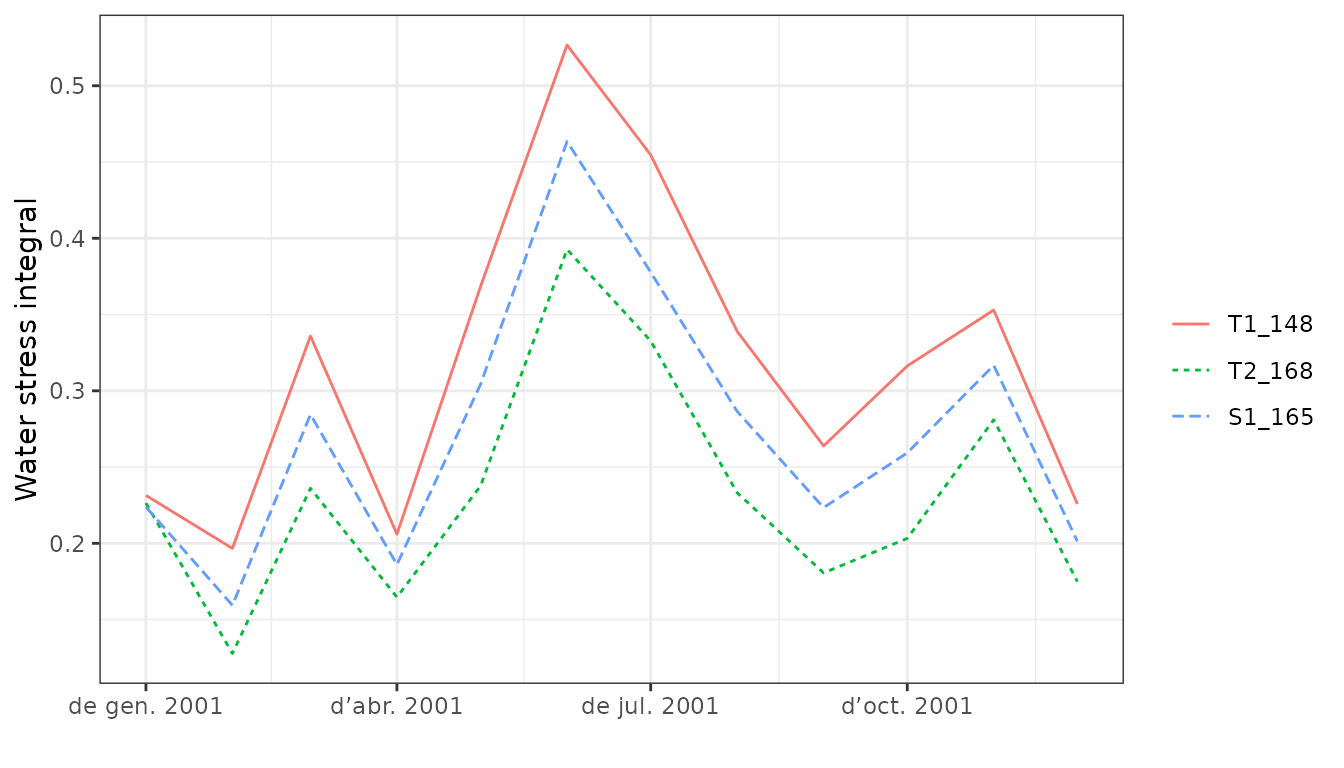 Water stress integral
0.5
0.4
0.3
0.2
de gen. 2001
d’abr. 2001
de jul. 2001
d’oct. 2001
T1_148
T2_168
S1_165